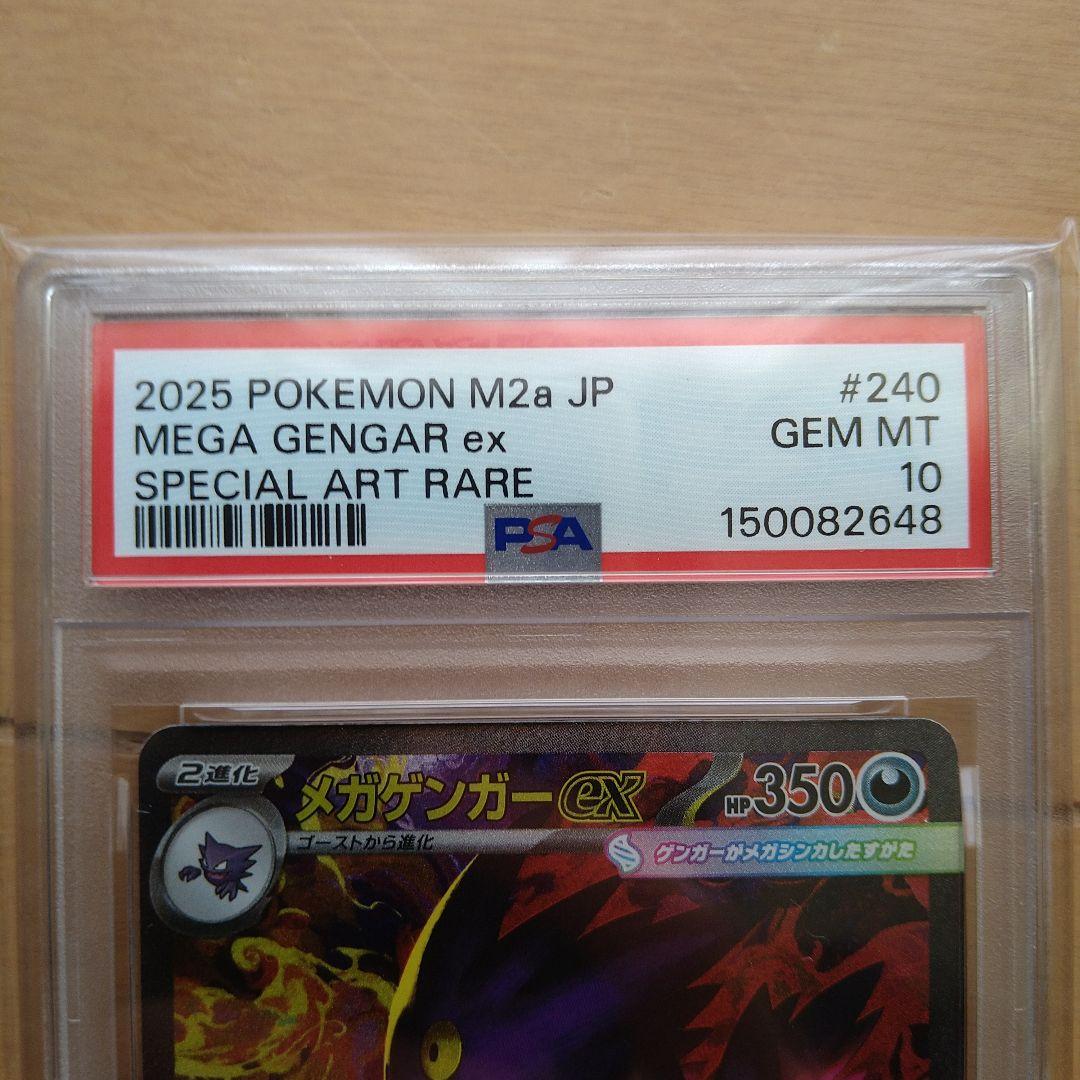 2025 POKEMON M2a JP #240
MEGA GENGAR ex GEM MT
SPECIAL ART RARE 10
PSA 150082648
2進化 メガゲンガーex HP350
ゴーストから進化
ゲンガーがメガシンカしたすがた